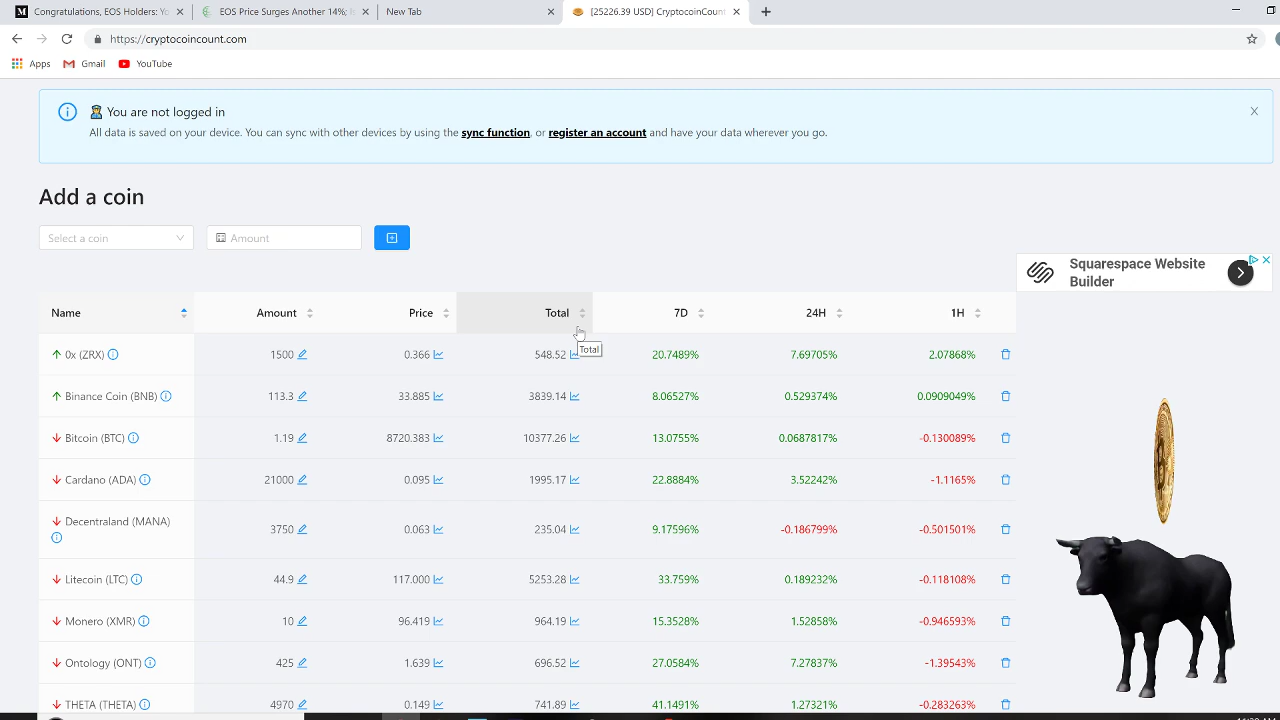 Congratulations, EOS Holders: Yo
EOS Price Surges Another 14%; B
New Tab
[25226.39 USD] CryptocoinCount
https://cryptocoincount.com
Apps
Gmail
YouTube
You are not logged in
All data is saved on your device. You can sync with other devices by using the sync function, or register an account and have your data wherever you go.
Add a coin
Select a coin
Amount
Squarespace Website
Builder
Name Amount Price Total 7D 24H 1H
Total
0x (ZRX) 1500 0.366 548.52 20.7489% 7.69705% 2.07868%
Binance Coin (BNB) 113.3 33.885 3839.14 8.06527% 0.529374% 0.0909049%
Bitcoin (BTC) 1.19 8720.383 10377.26 13.0755% 0.0687817% -0.130089%
Cardano (ADA) 21000 0.095 1995.17 22.8884% 3.52242% -1.1165%
Decentraland (MANA) 3750 0.063 235.04 9.17596% -0.186799% -0.501501%
Litecoin (LTC) 44.9 117.000 5253.28 33.759% 0.189232% -0.118108%
Monero (XMR) 10 96.419 964.19 15.3528% 1.52858% -0.946593%
Ontology (ONT) 425 1.639 696.52 27.0584% 7.27837% -1.39543%
THETA (THETA) 4970 0.149 741.89 41.1491% 1.27321% -0.283263%